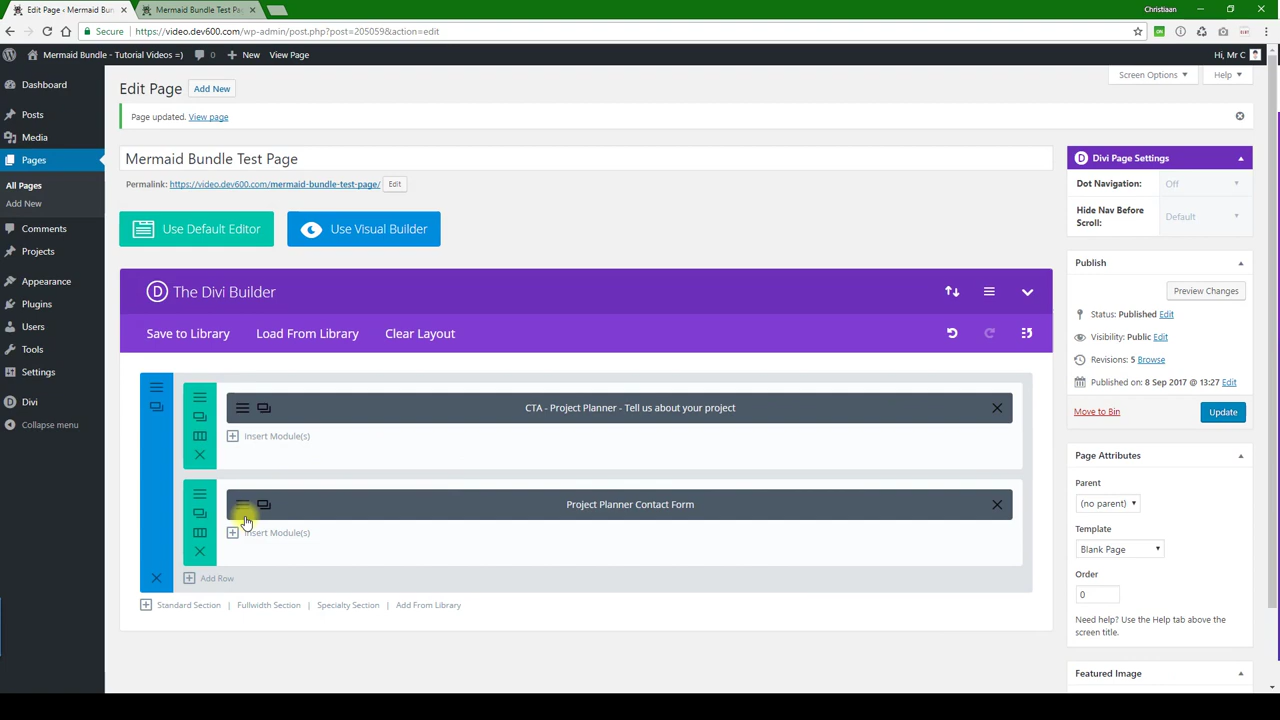 Edit Page ‹ Mermaid Bun
Mermaid Bundle Test Pa
Christiaan
Secure
https://video.dev600.com/wp-admin/post.php?post=205059&action=edit
Mermaid Bundle - Tutorial Videos =)
0
New
View Page
Hi, Mr C
Dashboard
Posts
Media
Pages
All Pages
Add New
Comments
Projects
Appearance
Plugins
Users
Tools
Settings
Divi
Collapse menu
Edit Page
Add New
Screen Options
Help
Page updated. View page
Mermaid Bundle Test Page
Permalink: https://video.dev600.com/mermaid-bundle-test-page/ Edit
Use Default Editor
Use Visual Builder
D The Divi Builder
Save to Library
Load From Library
Clear Layout
CTA - Project Planner - Tell us about your project
Insert Module(s)
Project Planner Contact Form
Insert Module(s)
Add Row
Standard Section | Fullwidth Section | Specialty Section | Add From Library
D Divi Page Settings
Dot Navigation: Off
Hide Nav Before
Scroll:
Default
Publish
Preview Changes
Status: Published Edit
Visibility: Public Edit
Revisions: 5 Browse
Published on: 8 Sep 2017 @ 13:27 Edit
Move to Bin
Update
Page Attributes
Parent
(no parent)
Template
Blank Page
Order
0
Need help? Use the Help tab above the
screen title.
Featured Image